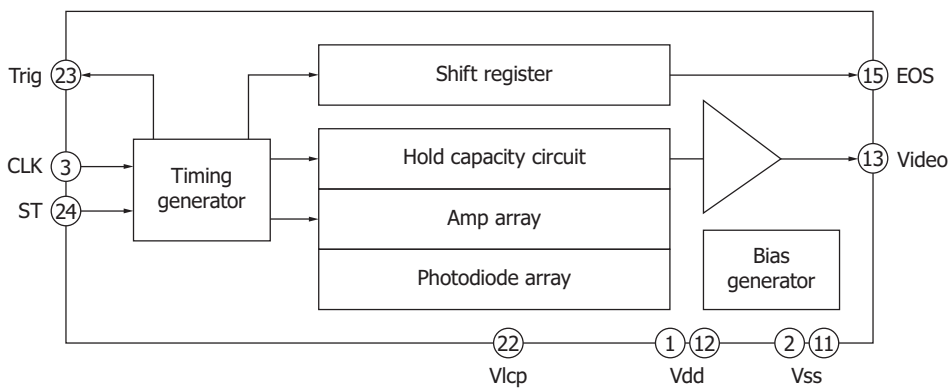 Trig
23
Shift register
15
EOS
CLK
3
Timing
generator
Hold capacity circuit
13
Video
ST
24
Amp array
Bias
generator
Photodiode array
22
1
12
2
11
Vlcp
Vdd
Vss